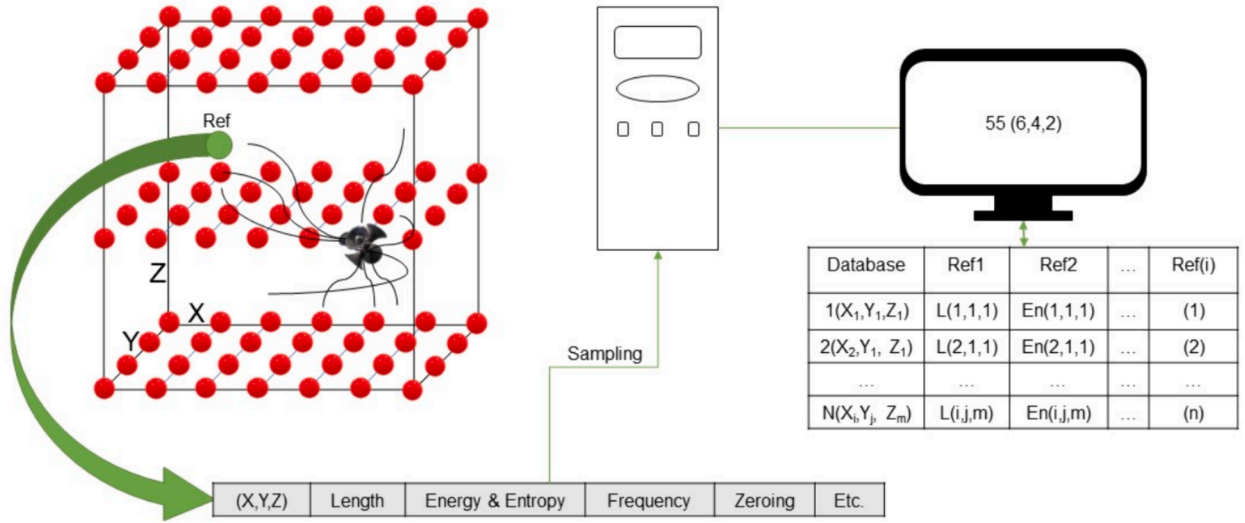 Ref
Z
X
Y
Sampling
55 (6,4,2)
Database Ref1 Ref2 ... Ref(i)
1(X₁,Y₁,Z₁) L(1,1,1) En(1,1,1) ... (1)
2(X₂,Y₁, Z₁) L(2,1,1) En(2,1,1) ... (2)
... ... ... ... ...
N(Xᵢ,Yⱼ, Zₘ) L(i,j,m) En(i,j,m) ... (n)
(X,Y,Z) Length Energy & Entropy Frequency Zeroing Etc.